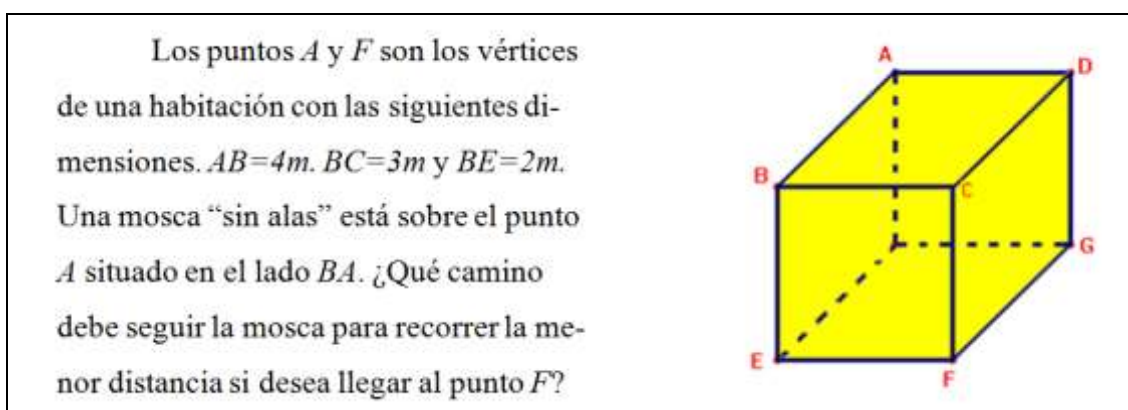 Los puntos A y F son los vértices
de una habitación con las siguientes di-
mensiones. AB=4m. BC=3m y BE=2m.
Una mosca “sin alas” está sobre el punto
A situado en el lado BA. ¿Qué camino
debe seguir la mosca para recorrer la me-
nor distancia si desea llegar al punto F?
A
D
B
C
G
E
F